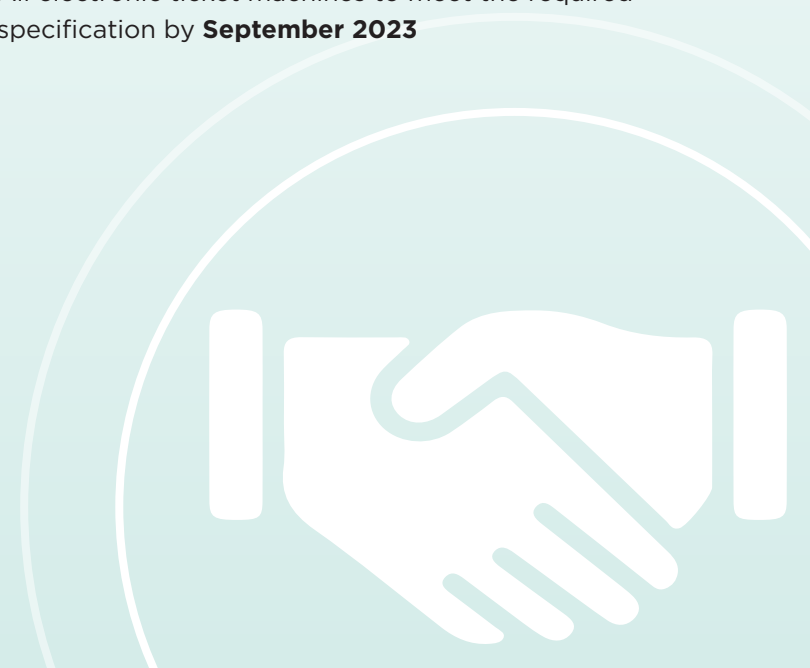 electronic ticket machines to meet the required
specification by September 2023